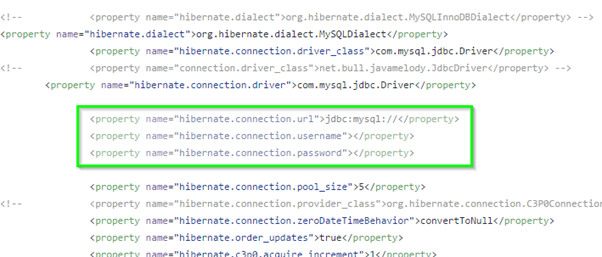 <!-- <property name="hibernate.dialect">org.hibernate.dialect.MySQLInnoDBDialect</property> -->
<property name="hibernate.dialect">org.hibernate.dialect.MySQLDialect</property>
<property name="hibernate.connection.driver_class">com.mysql.jdbc.Driver</property>
<!-- <property name="connection.driver_class">net.bull.javamelody.JdbcDriver</property> -->
<property name="hibernate.connection.driver">com.mysql.jdbc.Driver</property>
<property name="hibernate.connection.url">jdbc:mysql://</property>
<property name="hibernate.connection.username"></property>
<property name="hibernate.connection.password"></property>
<property name="hibernate.connection.pool_size">5</property>
<!-- <property name="hibernate.connection.provider_class">org.hibernate.connection.C3P0Connection
<property name="hibernate.connection.zeroDateTimeBehavior">convertToNull</property>
<property name="hibernate.order_updates">true</property>
<property name="hibernate.c3p0.acquire_increment">1</property>